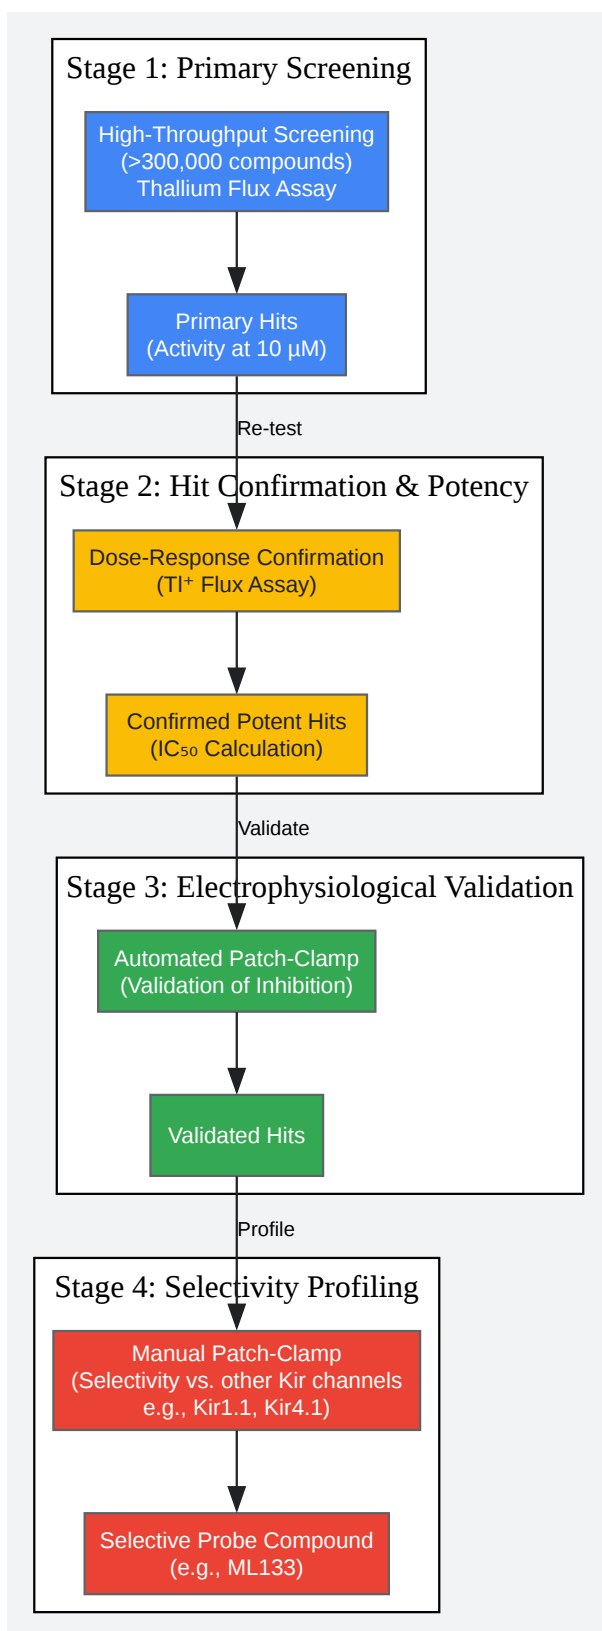 Stage 1: Primary Screening
High-Throughput Screening
(>300,000 compounds)
Thallium Flux Assay
Primary Hits
(Activity at 10 µM)
Re-test
Stage 2: Hit Confirmation & Potency
Dose-Response Confirmation
(Tl⁺ Flux Assay)
Confirmed Potent Hits
(IC₅₀ Calculation)
Validate
Stage 3: Electrophysiological Validation
Automated Patch-Clamp
(Validation of Inhibition)
Validated Hits
Profile
Stage 4: Selectivity Profiling
Manual Patch-Clamp
(Selectivity vs. other Kir channels
e.g., Kir1.1, Kir4.1)
Selective Probe Compound
(e.g., ML133)